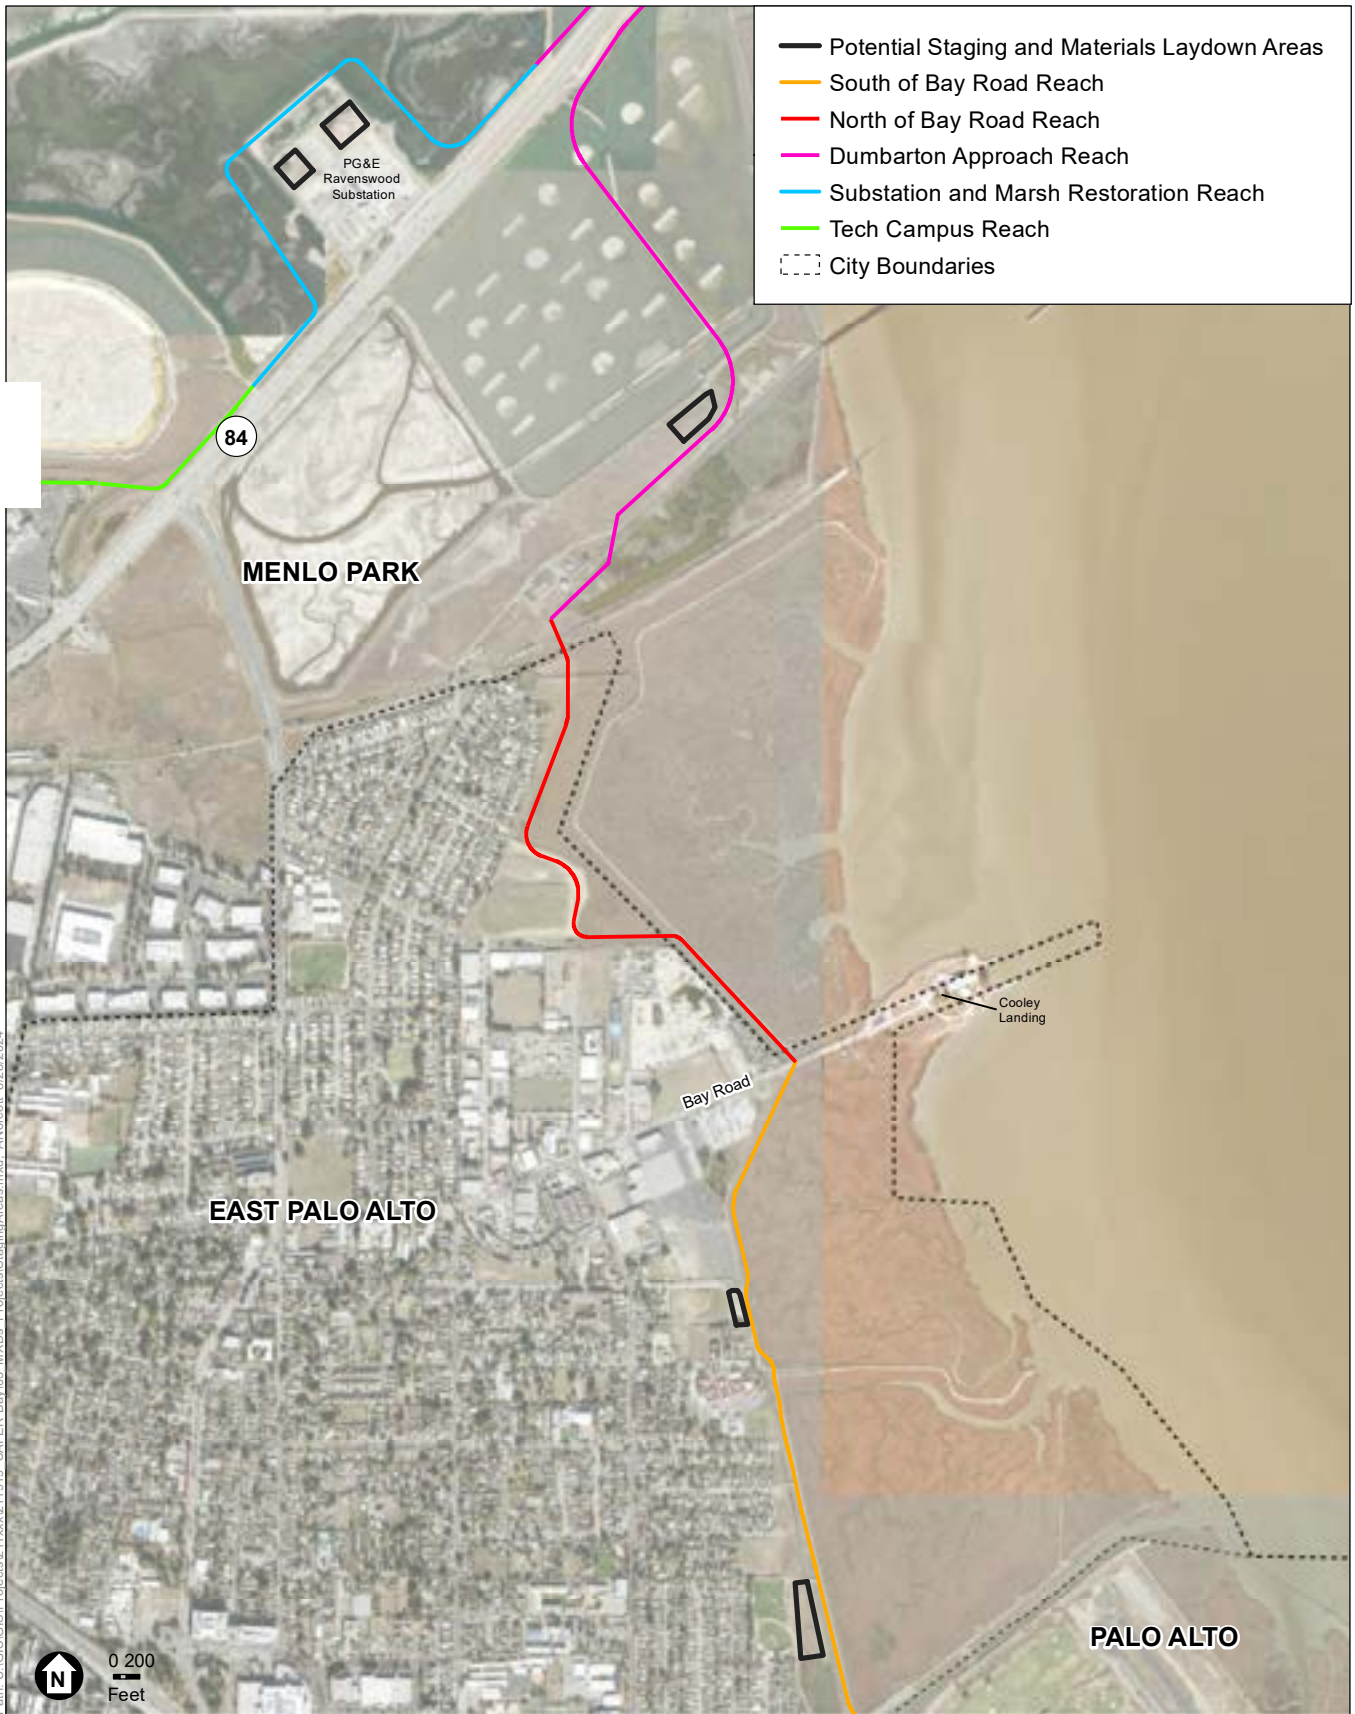 Potential Staging and Materials Laydown Areas
South of Bay Road Reach
North of Bay Road Reach
Dumbarton Approach Reach
Substation and Marsh Restoration Reach
Tech Campus Reach
City Boundaries
PG&E
Ravenswood
Substation
84
MENLO PARK
Cooley
Landing
Bay Road
EAST PALO ALTO
PALO ALTO
N
0 200
Feet